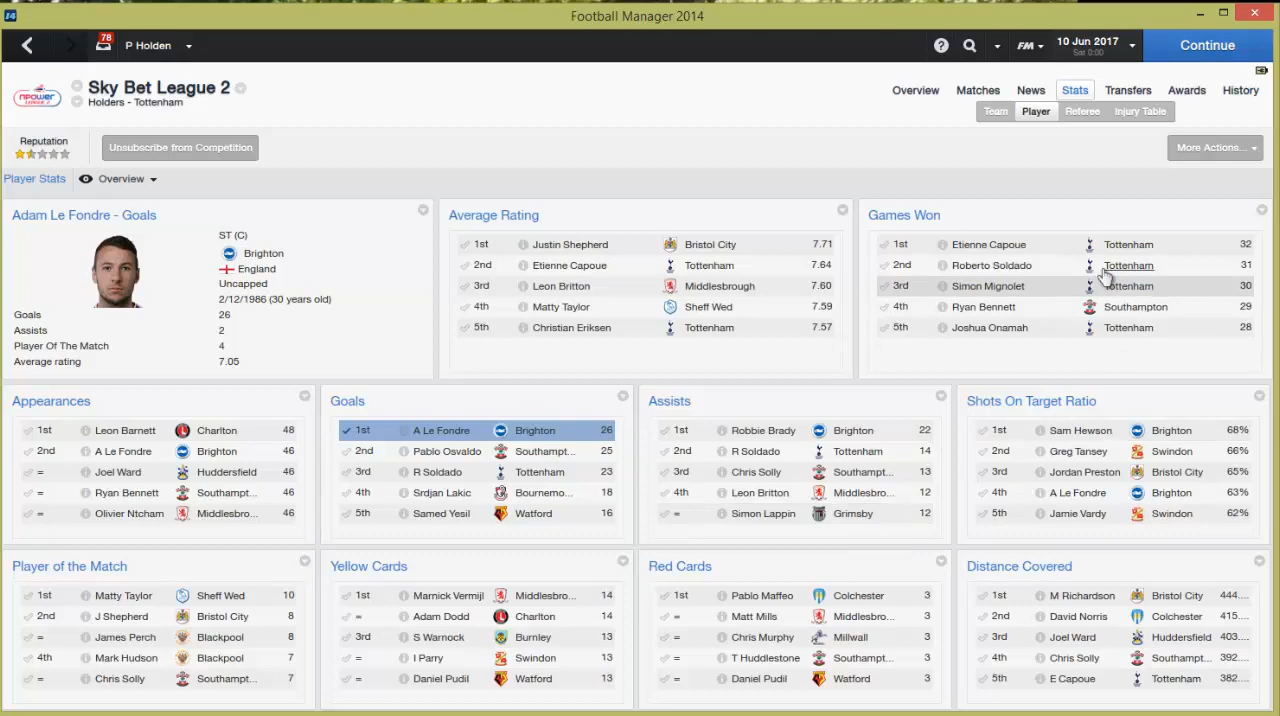 Football Manager 2014
78
P Holden
10 Jun 2017
Sat 0:00
FM
Continue
Sky Bet League 2
Holders - Tottenham
npower
Overview Matches News Stats Transfers Awards History
Team Player Referee Injury Table
Reputation
Unsubscribe from Competition
More Actions...
Player Stats Overview
Adam Le Fondre - Goals
ST (C)
Brighton
England
Uncapped
2/12/1986 (30 years old)
Goals 26
Assists 2
Player Of The Match 4
Average rating 7.05
Average Rating
1st Justin Shepherd Bristol City 7.71
2nd Etienne Capoue Tottenham 7.64
3rd Leon Britton Middlesbrough 7.60
4th Matty Taylor Sheff Wed 7.59
5th Christian Eriksen Tottenham 7.57
Games Won
1st Etienne Capoue Tottenham 32
2nd Roberto Soldado Tottenham 31
3rd Simon Mignolet Tottenham 30
4th Ryan Bennett Southampton 29
5th Joshua Onamah Tottenham 28
Appearances
1st Leon Barnett Charlton 48
2nd A Le Fondre Brighton 46
= Joel Ward Huddersfield 46
= Ryan Bennett Southampt... 46
= Olivier Ntcham Middlesbro... 46
Goals
1st A Le Fondre Brighton 26
2nd Pablo Osvaldo Southampt... 25
3rd R Soldado Tottenham 23
4th Srdjan Lakic Bournemo... 18
5th Samed Yesil Watford 16
Assists
1st Robbie Brady Brighton 22
2nd R Soldado Tottenham 14
3rd Chris Solly Southampt... 13
4th Leon Britton Middlesbro... 12
= Simon Lappin Grimsby 12
Shots On Target Ratio
1st Sam Hewson Brighton 68%
2nd Greg Tansey Swindon 66%
3rd Jordan Preston Bristol City 65%
4th A Le Fondre Brighton 63%
5th Jamie Vardy Swindon 62%
Player of the Match
1st Matty Taylor Sheff Wed 10
2nd J Shepherd Bristol City 8
= James Perch Blackpool 8
4th Mark Hudson Blackpool 7
= Chris Solly Southampt... 7
Yellow Cards
1st Marnick Vermijl Middlesbro... 14
= Adam Dodd Charlton 14
3rd S Warnock Burnley 13
= I Parry Swindon 13
= Daniel Pudil Watford 13
Red Cards
1st Pablo Maffeo Colchester 3
= Matt Mills Middlesbro... 3
= Chris Murphy Millwall 3
= T Huddlestone Southampt... 3
= Daniel Pudil Watford 3
Distance Covered
1st M Richardson Bristol City 444....
2nd David Norris Colchester 415....
3rd Joel Ward Huddersfield 403....
4th Chris Solly Southampt... 392....
5th E Capoue Tottenham 382....